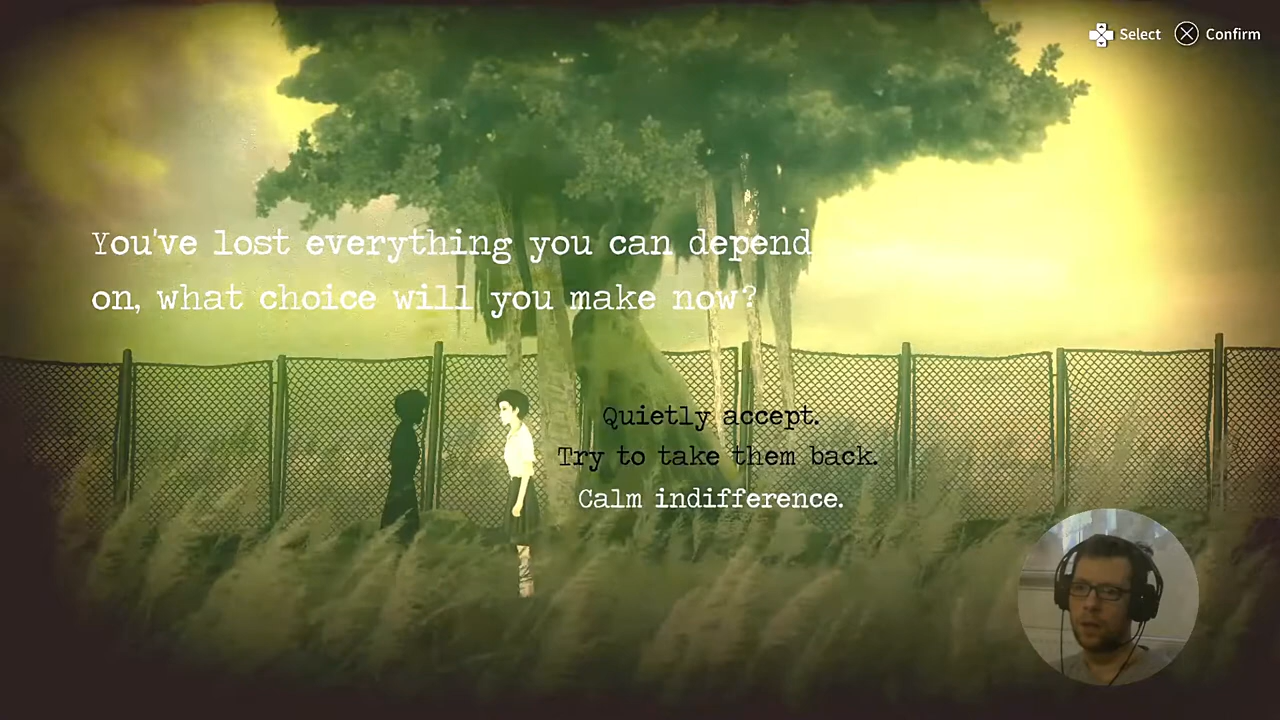 Select Confirm
You've lost everything you can depend
on, what choice will you make now?
Quietly accept.
Try to take them back.
Calm indifference.